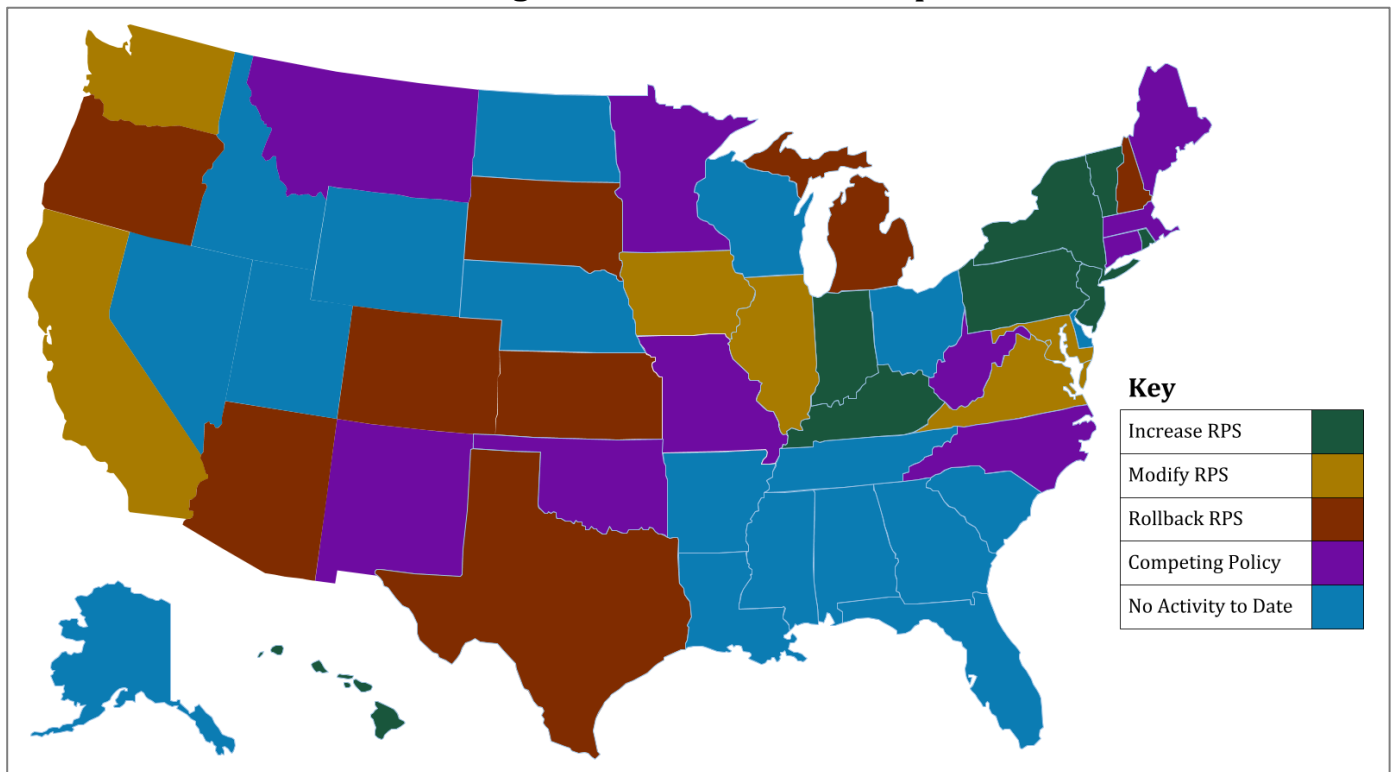 Key
Increase RPS
Modify RPS
Rollback RPS
Competing Policy
No Activity to Date